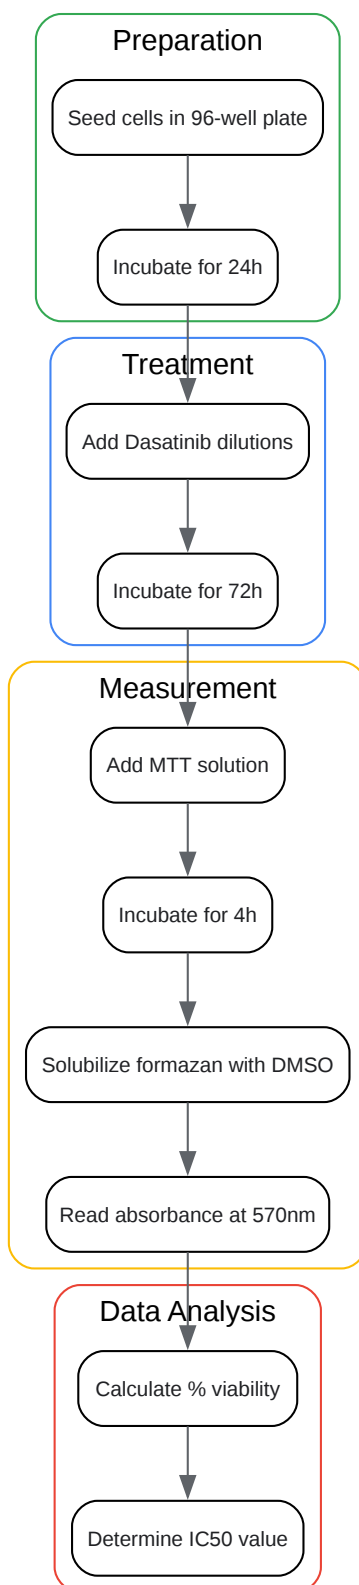 Preparation
Seed cells in 96-well plate
Incubate for 24h
Treatment
Add Dasatinib dilutions
Incubate for 72h
Measurement
Add MTT solution
Incubate for 4h
Solubilize formazan with DMSO
Read absorbance at 570nm
Data Analysis
Calculate % viability
Determine IC50 value